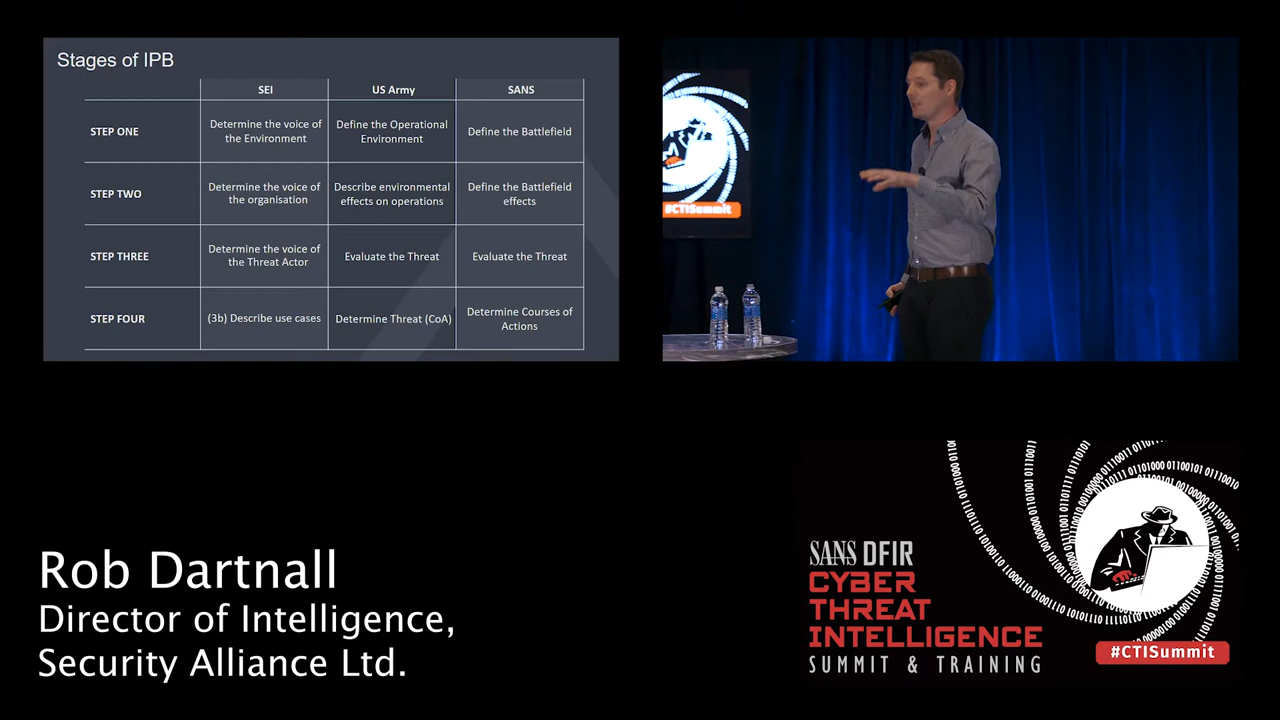 Stages of IPB
SEI
US Army
SANS
STEP ONE
Determine the voice of
the Environment
Define the Operational
Environment
Define the Battlefield
STEP TWO
Determine the voice of
the organisation
Describe environmental
effects on operations
Define the Battlefield
effects
STEP THREE
Determine the voice of
the Threat Actor
Evaluate the Threat
Evaluate the Threat
STEP FOUR
(3b) Describe use cases
Determine Threat (CoA)
Determine Courses of
Actions
#CTISummit
Rob Dartnall
Director of Intelligence,
Security Alliance Ltd.
SANS DFIR
CYBER
THREAT
INTELLIGENCE
SUMMIT & TRAINING
#CTISummit